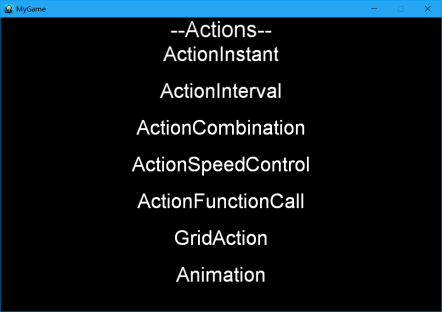 MyGame
--Actions--
ActionInstant
ActionInterval
ActionCombination
ActionSpeedControl
ActionFunctionCall
GridAction
Animation